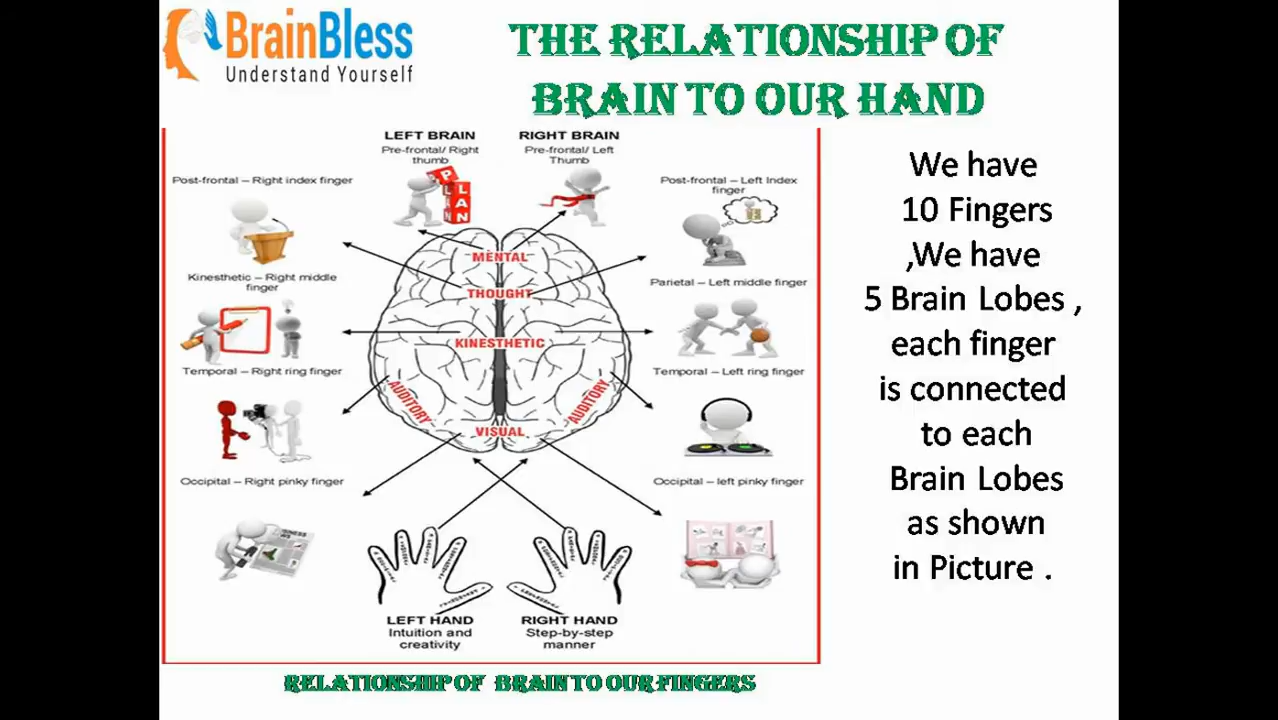 BrainBless
Understand Yourself
THE RELATIONSHIP OF
BRAIN TO OUR HAND
LEFT BRAIN
Pre-frontal/ Right
thumb
RIGHT BRAIN
Pre-frontal/ Left
Thumb
Post-frontal – Right index finger
Post-frontal – Left Index
finger
PLAN
Kinesthetic – Right middle
finger
Parietal – Left middle finger
Temporal – Right ring finger
Temporal – Left ring finger
Occipital – Right pinky finger
Occipital – left pinky finger
MENTAL
THOUGHT
KINESTHETIC
AUDITORY
AUDITORY
VISUAL
LEFT HAND
Intuition and
creativity
RIGHT HAND
Step-by-step
manner
We have
10 Fingers
,We have
5 Brain Lobes ,
each finger
is connected
to each
Brain Lobes
as shown
in Picture .
RELATIONSHIP OF BRAIN TO OUR FINGERS